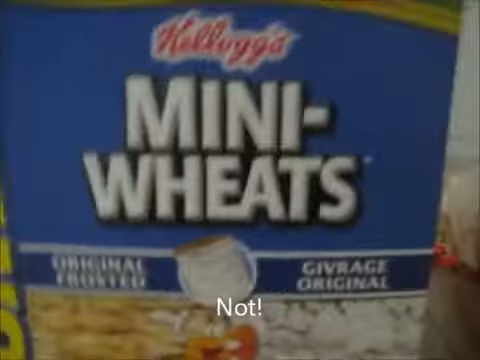 Kellogg's
MINI-
WHEATS
ORIGINAL
FROSTED
GIVRAGE
ORIGINAL
Not!